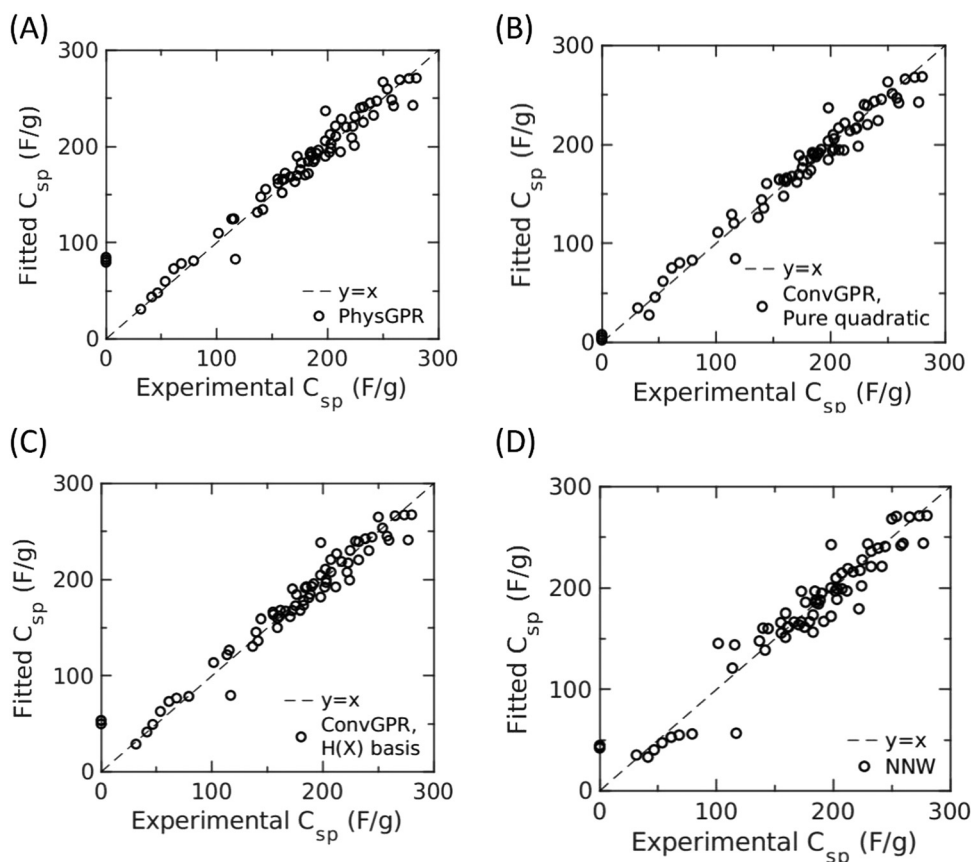 (A)
300
200
100
0
0
100
200
300
Fitted C_sp (F/g)
Experimental C_sp (F/g)
y=x
PhysGPR
(B)
300
200
100
0
0
100
200
300
Fitted C_sp (F/g)
Experimental C_sp (F/g)
y=x
ConvGPR,
Pure quadratic
(C)
300
200
100
0
0
100
200
300
Fitted C_sp (F/g)
Experimental C_sp (F/g)
y=x
ConvGPR,
H(X) basis
(D)
300
200
100
0
0
100
200
300
Fitted C_sp (F/g)
Experimental C_sp (F/g)
y=x
NNW